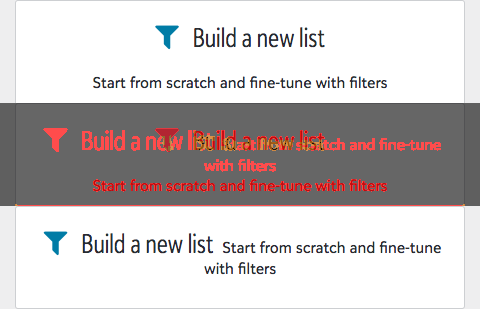 Build a new list
Start from scratch and fine-tune with filters
Build a new list Start from scratch and fine-tune
with filters
Build a new list
Start from scratch and fine-tune with filters
Build a new list Start from scratch and fine-tune
with filters